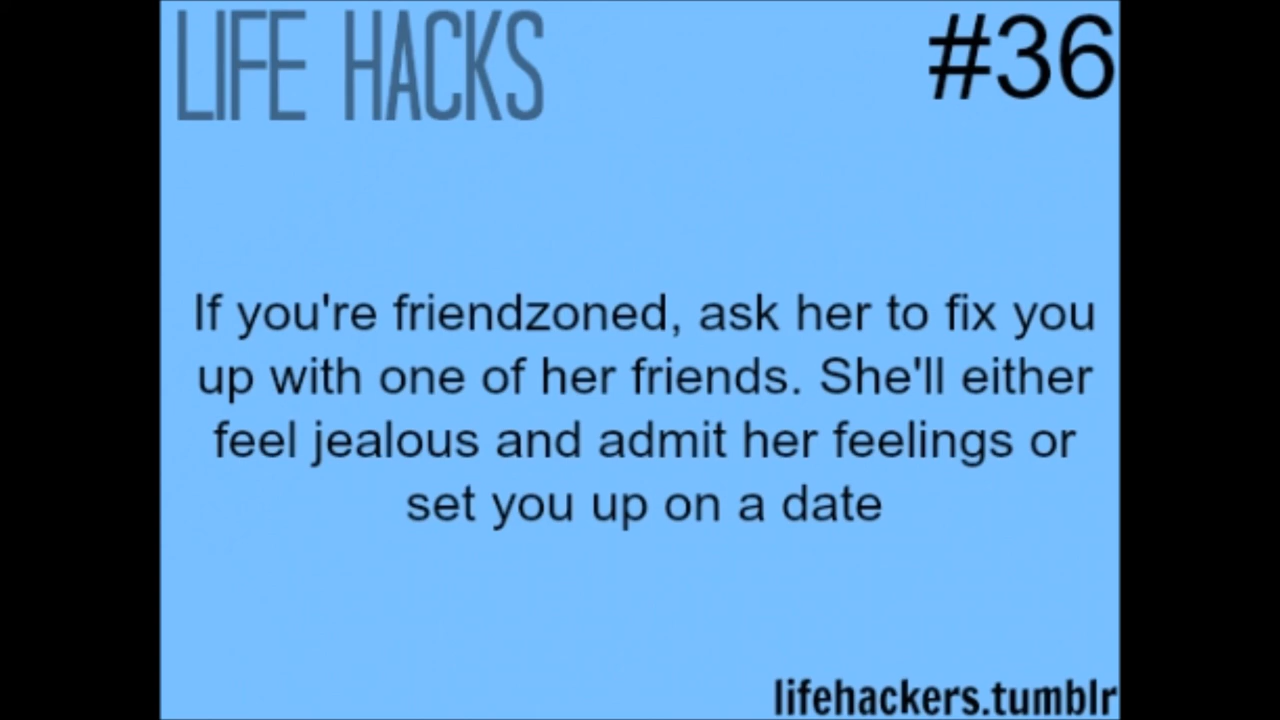 LIFE HACKS
#36
If you're friendzoned, ask her to fix you
up with one of her friends. She'll either
feel jealous and admit her feelings or
set you up on a date
lifehackers.tumblr